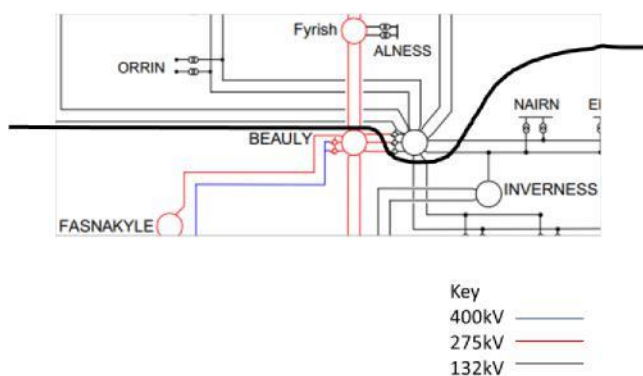 Fyrish
ALNESS
ORRIN
NAIRN
BEAULY
INVERNESS
FASNAKYLE
Key
400kV
275kV
132kV